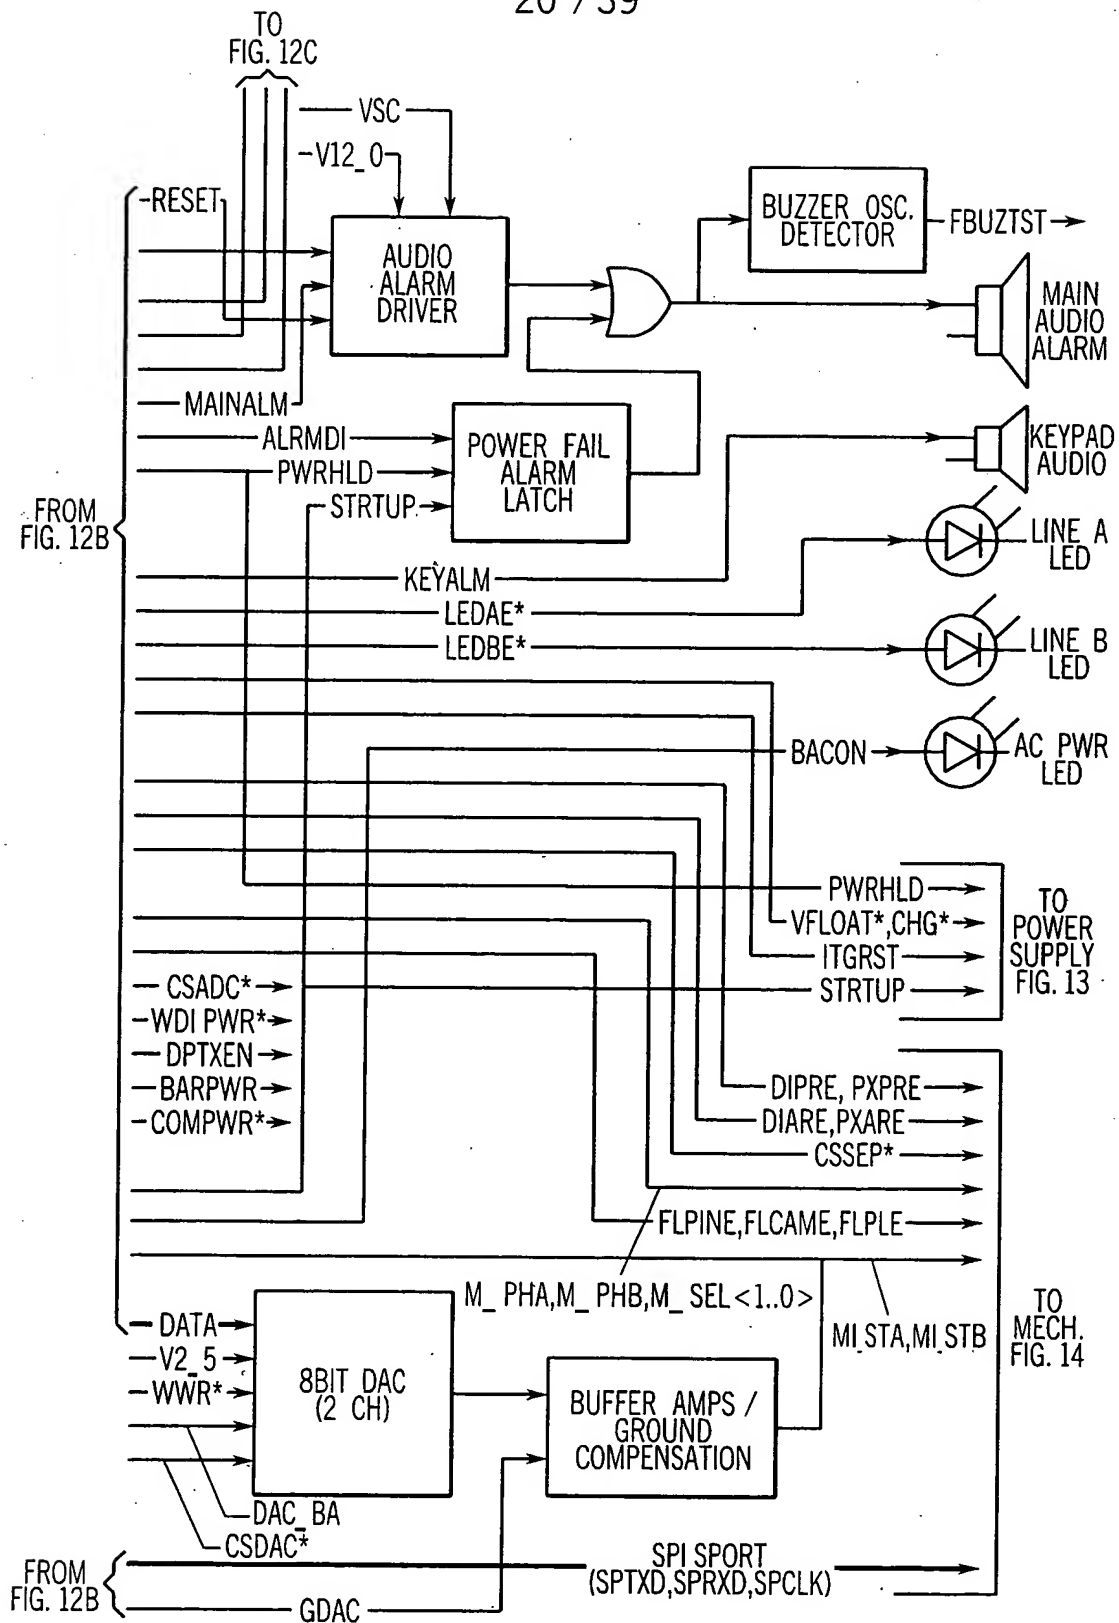 20 / 39
TO
FIG. 12C
VSC
V12_0
RESET
AUDIO
ALARM
DRIVER
BUZZER OSC.
DETECTOR
FBUZTST
MAIN
AUDIO
ALARM
MAINALM
ALRMDI
PWRHLD
STRTUP
POWER FAIL
ALARM
LATCH
KEYPAD
AUDIO
FROM
FIG. 12B
LINE A
LED
KEYALM
LEDAE*
LEDBE*
LINE B
LED
BACON
AC PWR
LED
PWRHLD
VFLOAT*,CHG*
ITGRST
STRTUP
TO
POWER
SUPPLY
FIG. 13
CSADC*
WDI PWR*
DPTXEN
BARPWR
COMPWR*
DIPRE, PXPRE
DIARE,PXARE
CSSEP*
FLPINE,FLCAME,FLPLE
M_ PHA,M_ PHB,M_ SEL<1..0>
MI_STA,MI_STB
TO
MECH.
FIG. 14
DATA
V2_5
WWR*
8BIT DAC
(2 CH)
BUFFER AMPS /
GROUND
COMPENSATION
DAC_BA
CSDAC*
FROM
FIG. 12B
SPI SPORT
(SPTXD,SPRXD,SPCLK)
GDAC